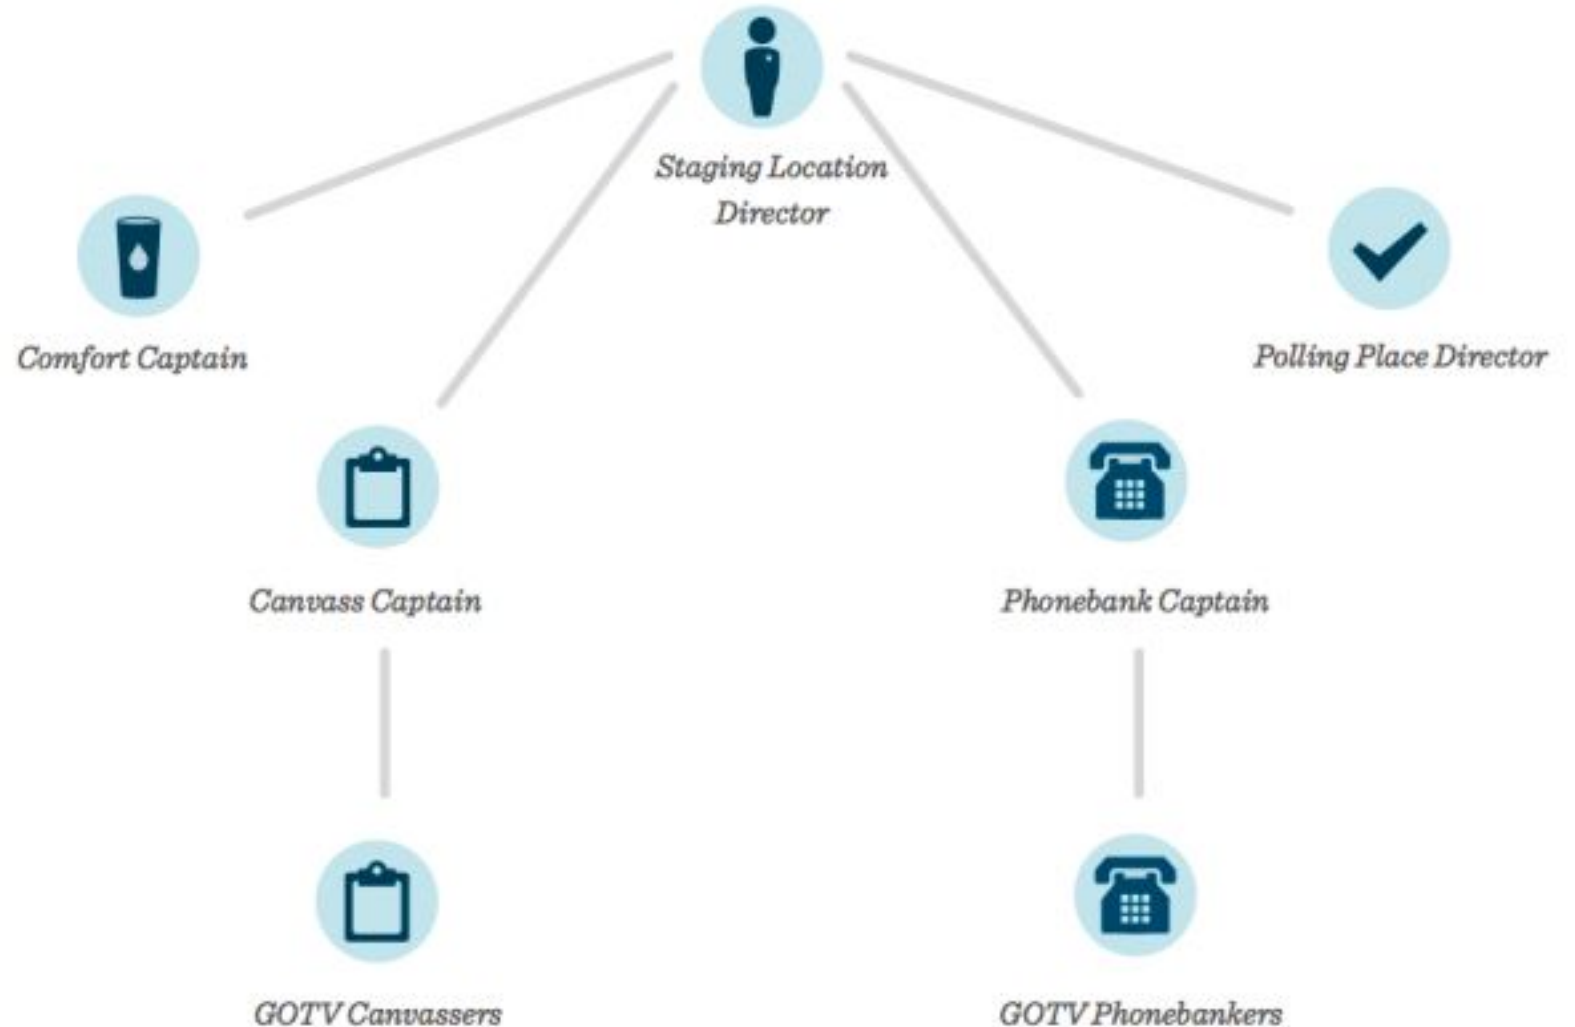 Staging Location
Director
Comfort Captain
Polling Place Director
Canvass Captain
Phonebank Captain
GOTV Canvassers
GOTV Phonebankers